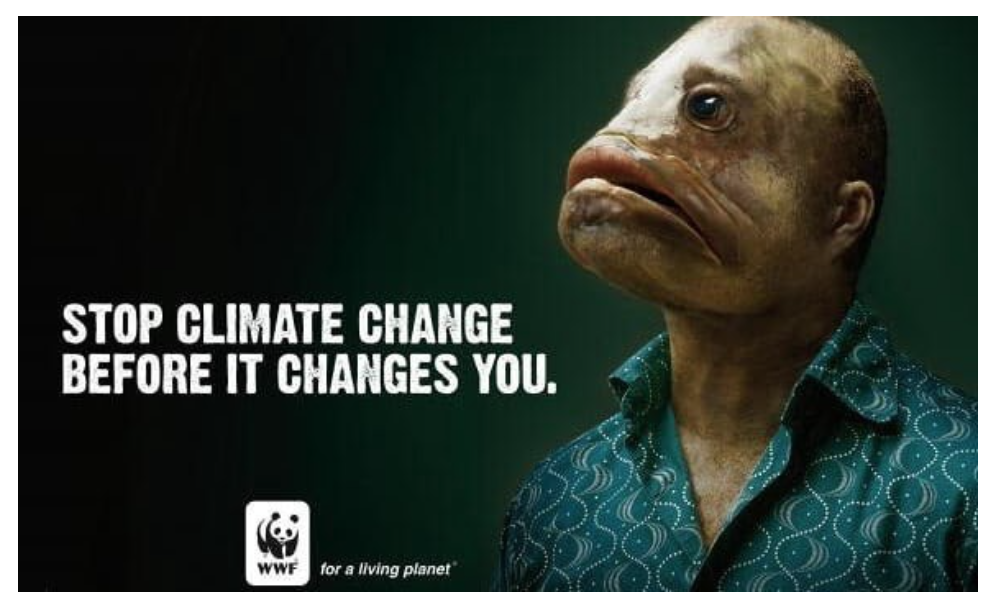 STOP CLIMATE CHANGE
BEFORE IT CHANGES YOU.
WWF
for a living planet